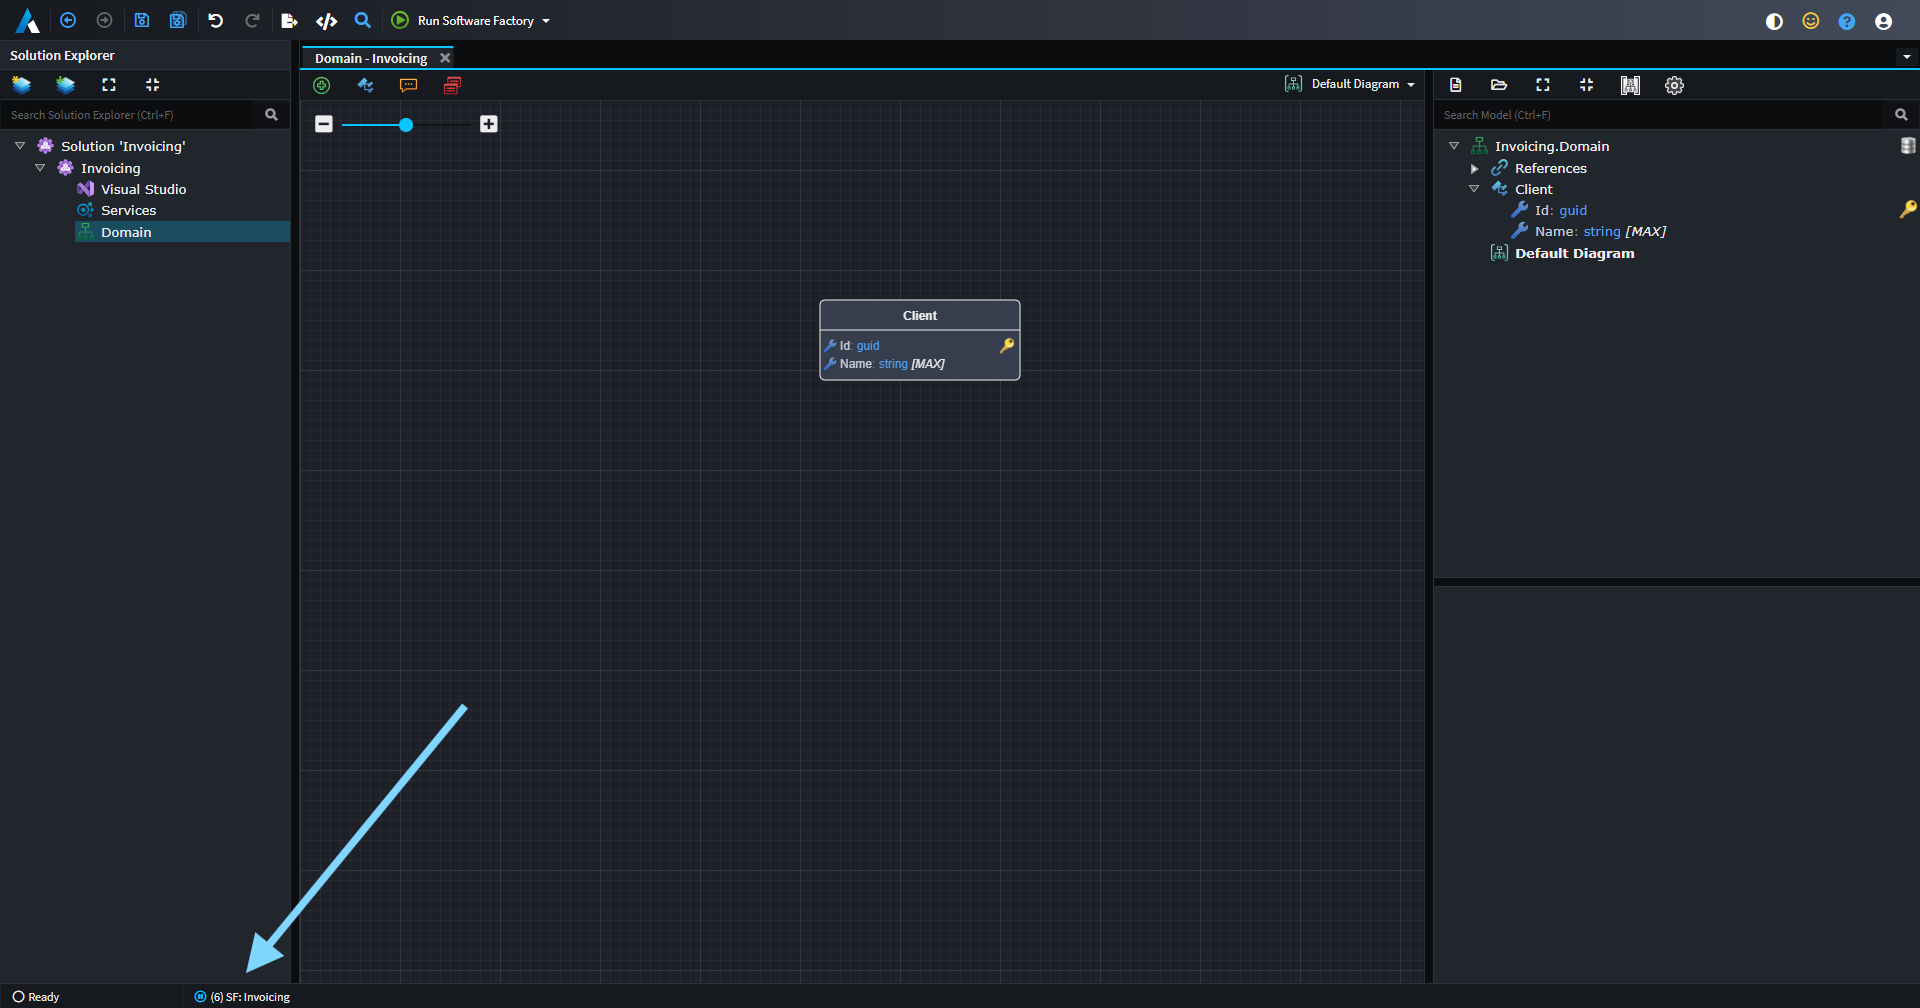 Run Software Factory
Solution Explorer
Search Solution Explorer (Ctrl+F)
Solution 'Invoicing'
Invoicing
Visual Studio
Services
Domain
Domain - Invoicing
Default Diagram
Client
Id: guid
Name: string [MAX]
Search Model (Ctrl+F)
Invoicing.Domain
References
Client
Id: guid
Name: string [MAX]
Default Diagram
Ready
(6) SF: Invoicing